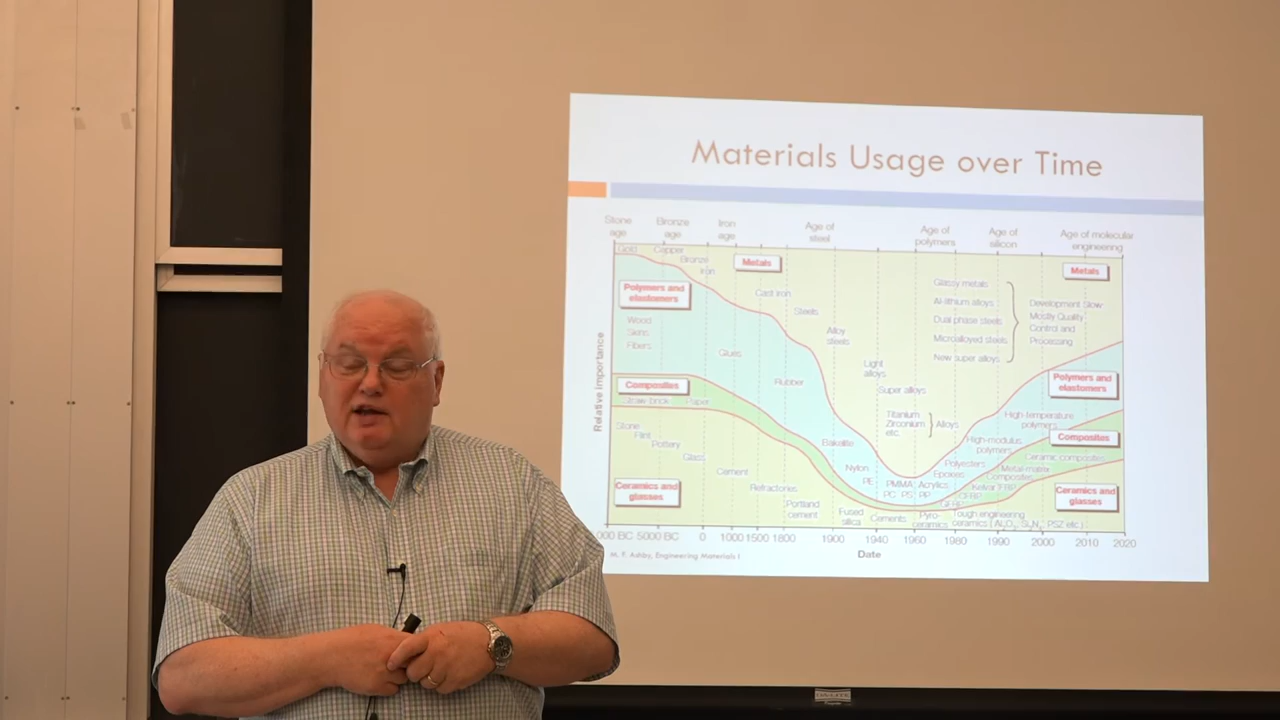 Materials Usage over Time
Stone age
Bronze age
Iron age
Age of steel
Age of polymers
Age of silicon
Age of molecular engineering
Gold
Copper
Bronze
Iron
Metals
Metals
Polymers and elastomers
Cast iron
Steels
Glassy metals
Al-lithium alloys
Dual phase steels
Microalloyed steels
New super alloys
Development Slow
Mostly Quality
Control and
Processing
Wood
Skins
Fibers
Glues
Rubber
Alloy steels
Light alloys
Super alloys
Titanium
Zirconium
etc.
Alloys
Polymers and elastomers
Composites
Straw-brick
Paper
High-temperature polymers
High-modulus polymers
Composites
Stone
Flint
Pottery
Glass
Bakelite
Nylon
PE
PMMA
Acrylics
PC
PS
PP
Polyesters
Epoxies
Ceramic composites
Metal-matrix
Composites
Kevlar-FRP
CFRP
GFRP
Cement
Refractories
Portland cement
Ceramics and glasses
Ceramics and glasses
Fused silica
Cements
Pyro-ceramics
Tough engineering
ceramics ( PSZ etc.)
Relative importance
000 BC 5000 BC 0 1000 1500 1800 1900 1940 1960 1980 1990 2000 2010 2020
Date
M. F. Ashby, Engineering Materials I
DA-LITE